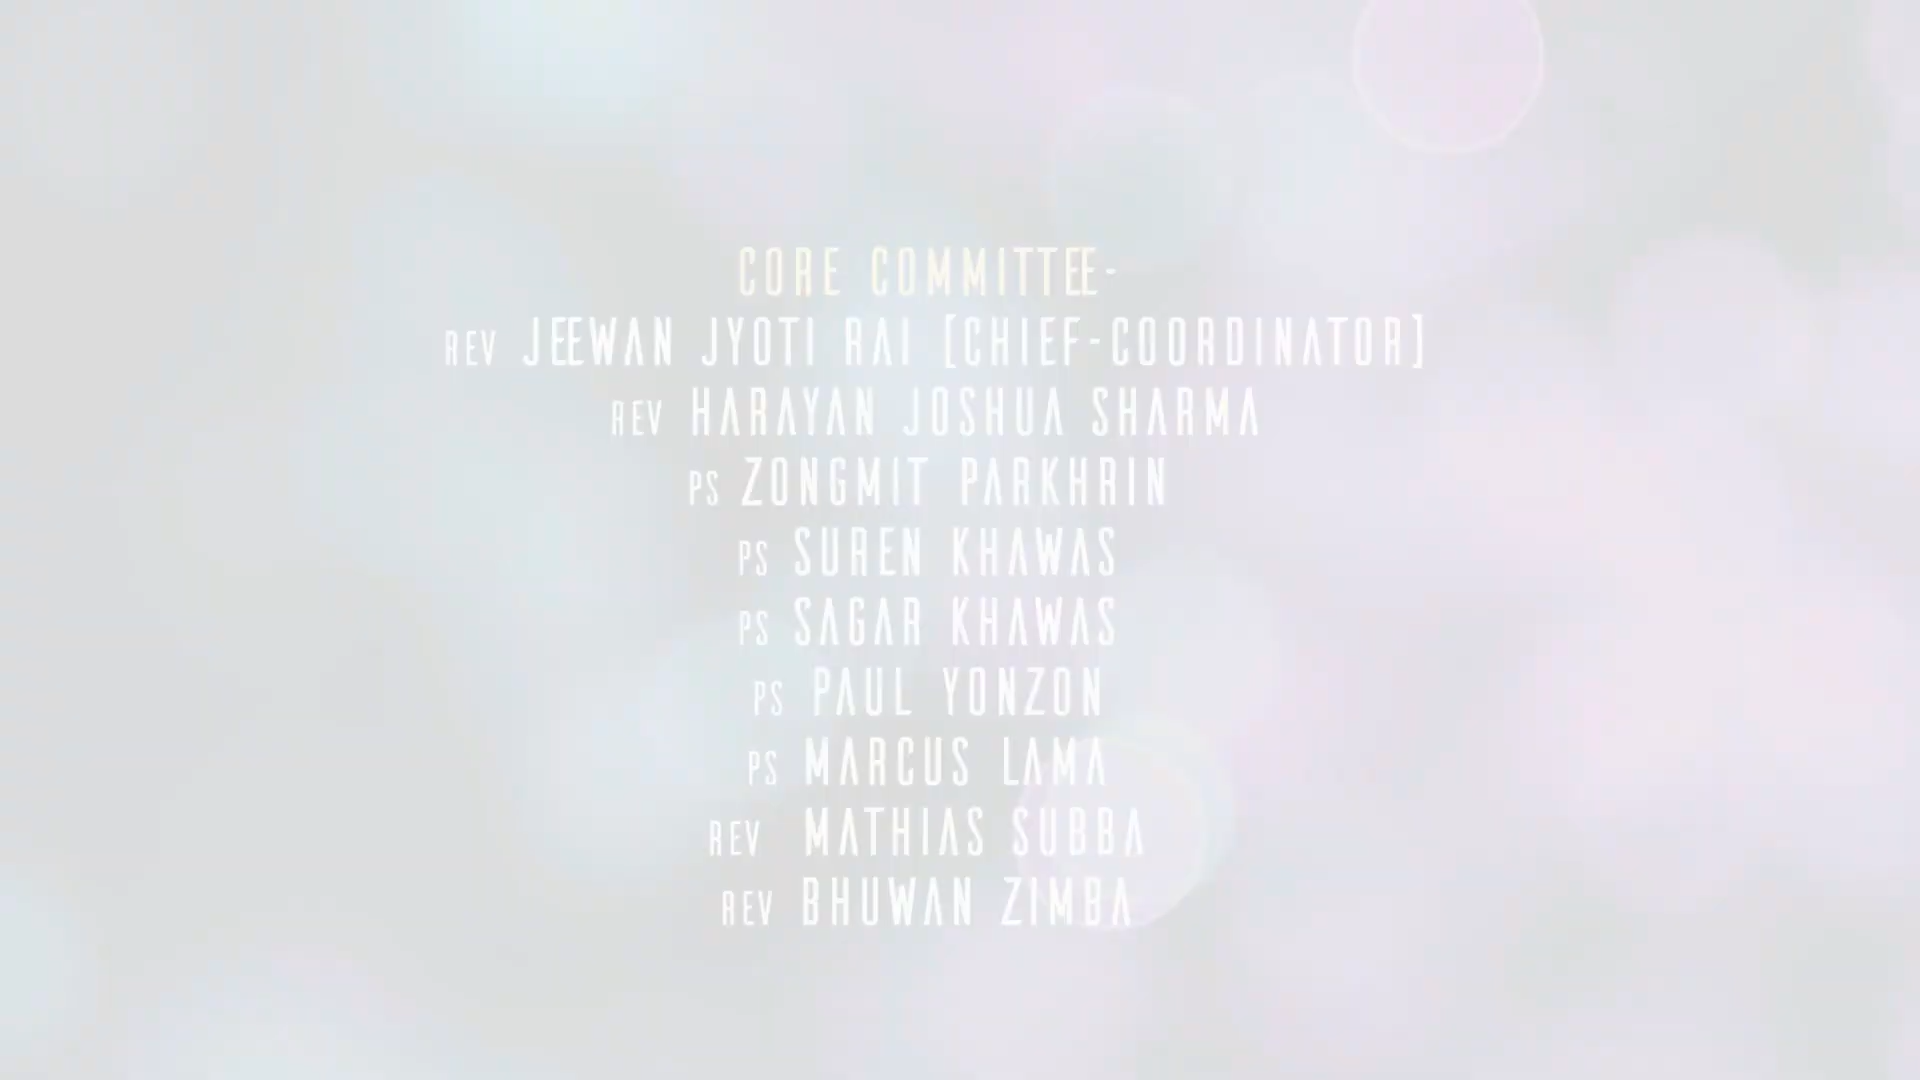 CORE COMMITTEE-
REV JEEWAN JYOTI RAI [CHIEF-COORDINATOR]
REV HARAYAN JOSHUA SHARMA
PS ZONGMIT PARKHRIN
PS SUREN KHAWAS
PS SAGAR KHAWAS
PS PAUL YONZON
PS MARCUS LAMA
REV MATHIAS SUBBA
REV BHUWAN ZIMBA